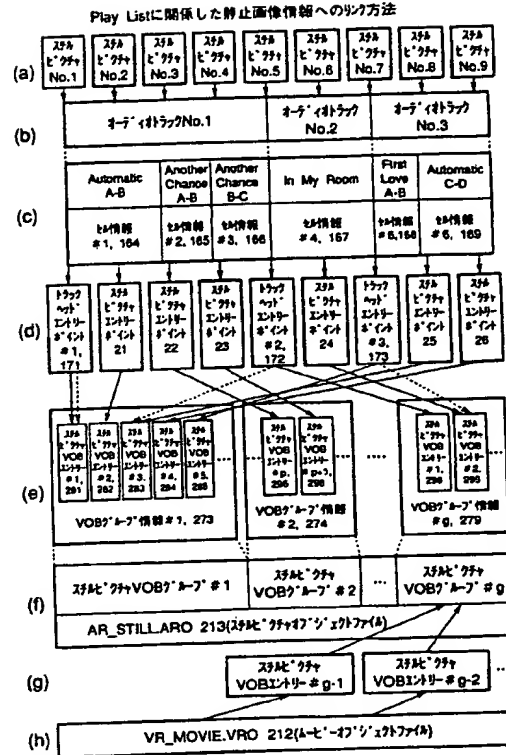 Play Listに関係した静止画像情報へのリンク方法
(a)
スチル ピクチャ No.1
スチル ピクチャ No.2
スチル ピクチャ No.3
スチル ピクチャ No.4
スチル ピクチャ No.5
スチル ピクチャ No.6
スチル ピクチャ No.7
スチル ピクチャ No.8
スチル ピクチャ No.9
(b)
オーディオトラックNo.1
オーディオトラック
No.2
オーディオトラック
No.3
(c)
Automatic
A-B
Another
Chance
A-B
Another
Chance
B-C
In My Room
First
Love
A-B
Automatic
C-D
セル情報
#1, 164
セル情報
#2, 165
セル情報
#3, 166
セル情報
#4, 167
セル情報
セル情報
#6, 169
(d)
トラック
ヘッド
エントリー
ポイント
#1,
171
スチル
ピクチャ
エントリー
ポイント
21
スチル
ピクチャ
エントリー
ポイント
22
スチル
ピクチャ
エントリー
ポイント
23
トラック
ヘッド
エントリー
ポイント
#2,
172
スチル
ピクチャ
エントリー
ポイント
24
トラック
ヘッド
エントリー
ポイント
#3,
173
スチル
ピクチャ
エントリー
ポイント
25
スチル
ピクチャ
エントリー
ポイント
26
(e)
スチル
ピクチャ
VOB
エントリー
#1,
281
スチル
ピクチャ
VOB
エントリー
#2,
282
スチル
ピクチャ
VOB
エントリー
#3,
283
スチル
ピクチャ
VOB
エントリー
#4,
284
スチル
ピクチャ
VOB
エントリー
#5,
285
スチル
ピクチャ
VOB
エントリー
スチル
ピクチャ
VOB
エントリー
スチル
ピクチャ
VOB
エントリー
#1,
スチル
ピクチャ
VOB
エントリー
#2,
VOBグループ情報#1, 273
VOBグループ情報
#2, 274
VOBグループ情報
#g, 279
(f)
スチルピクチャVOBグループ#1
スチルピクチャ
VOBグループ#2
スチルピクチャ
VOBグループ#g
AR_STILL.ARO 213(スチルピクチャオブジェクトファイル)
(g)
スチルピクチャ
VOBエントリー#g-1
スチルピクチャ
VOBエントリー#g-2
(h)
VR_MOVIE.VRO 212(ムービーオブジェクトファイル)